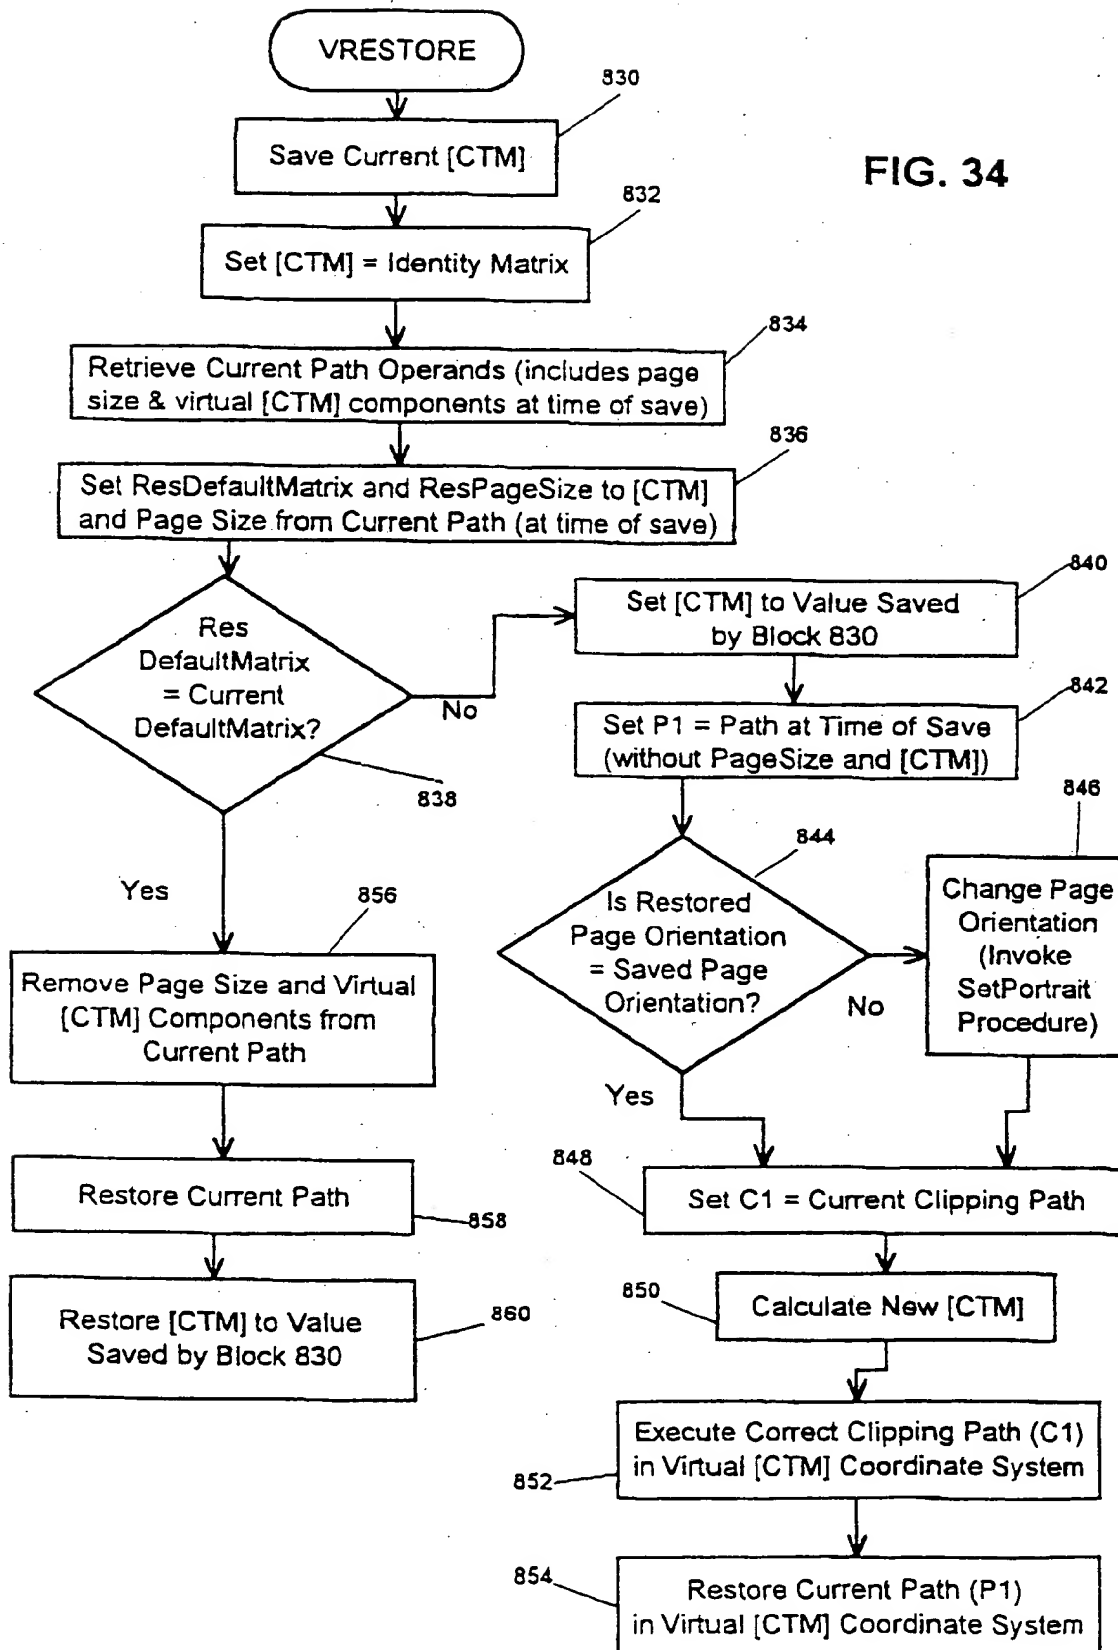 VRESTORE
830
Save Current [CTM]
FIG. 34
832
Set [CTM] = Identity Matrix
834
Retrieve Current Path Operands (includes page
size & virtual [CTM] components at time of save)
836
Set ResDefaultMatrix and ResPageSize to [CTM]
and Page Size from Current Path (at time of save)
Res
DefaultMatrix
= Current
DefaultMatrix?
838
No
Yes
840
Set [CTM] to Value Saved
by Block 830
842
Set P1 = Path at Time of Save
(without PageSize and [CTM])
844
Is Restored
Page Orientation
= Saved Page
Orientation?
No
Yes
846
Change Page
Orientation
(Invoke
SetPortrait
Procedure)
856
Remove Page Size and Virtual
[CTM] Components from
Current Path
Restore Current Path
858
Restore [CTM] to Value
Saved by Block 830
860
848
Set C1 = Current Clipping Path
850
Calculate New [CTM]
Execute Correct Clipping Path (C1)
in Virtual [CTM] Coordinate System
852
854
Restore Current Path (P1)
in Virtual [CTM] Coordinate System